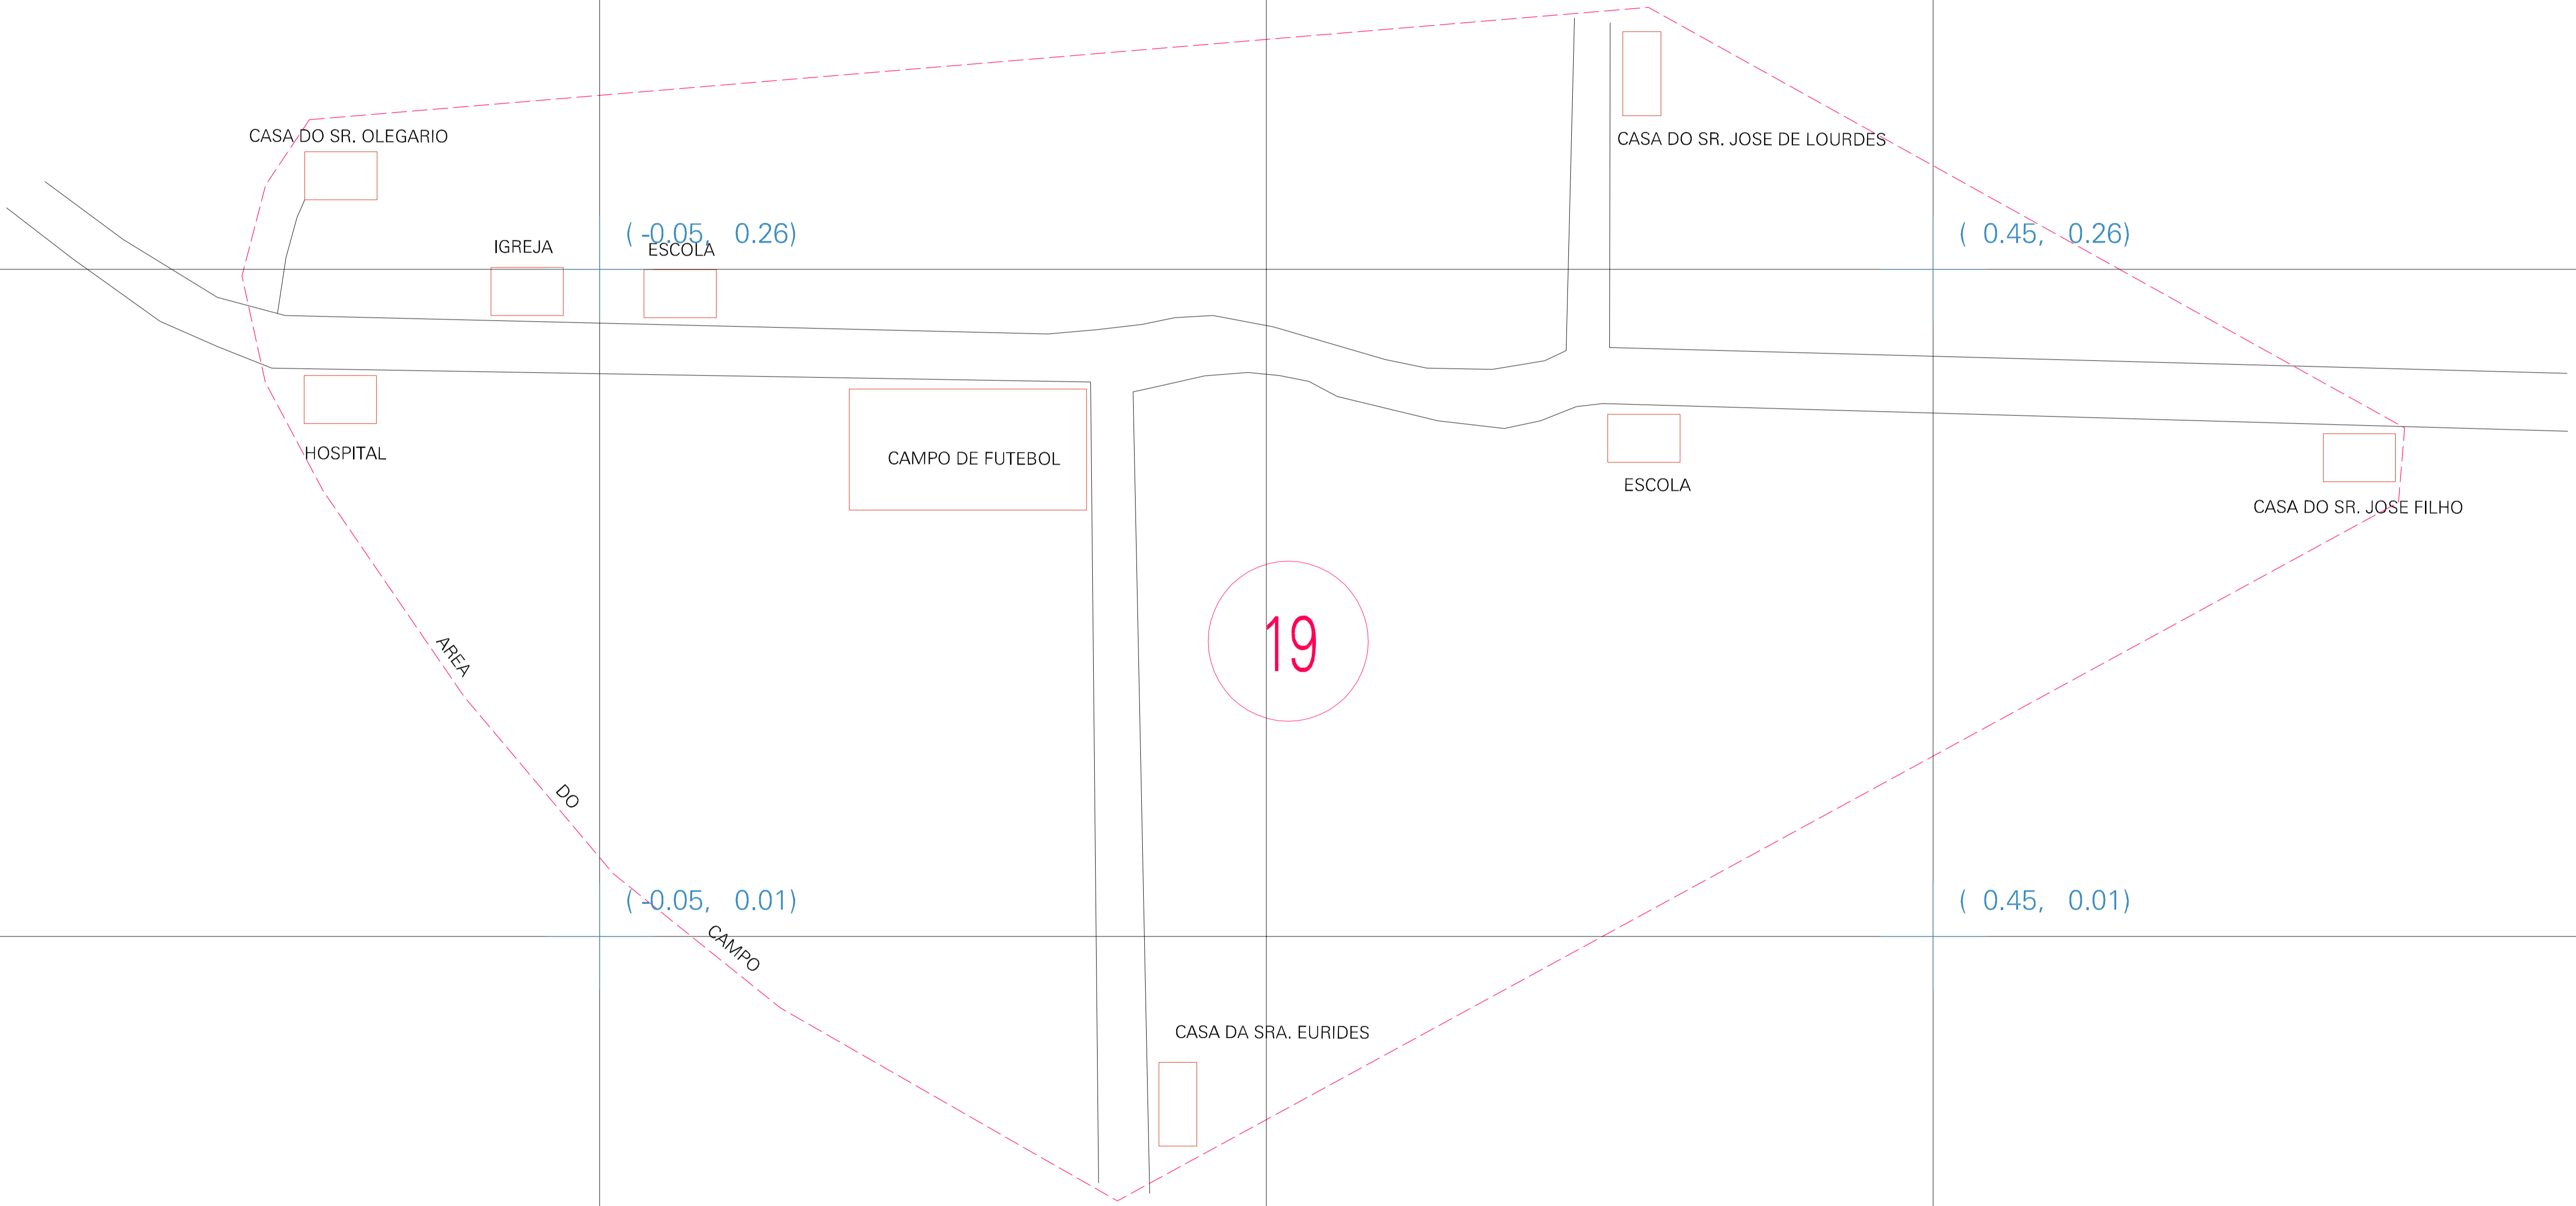 CASA DO SR. OLEGARIO
CASA DO SR. JOSE DE LOURDES
(-0.05, 0.26)
( 0.45, 0.26)
IGREJA
ESCOLA
HOSPITAL
CAMPO DE FUTEBOL
ESCOLA
CASA DO SR. JOSE FILHO
19
AREA
DO
CAMPO
(-0.05, 0.01)
( 0.45, 0.01)
CASA DA SRA. EURIDES